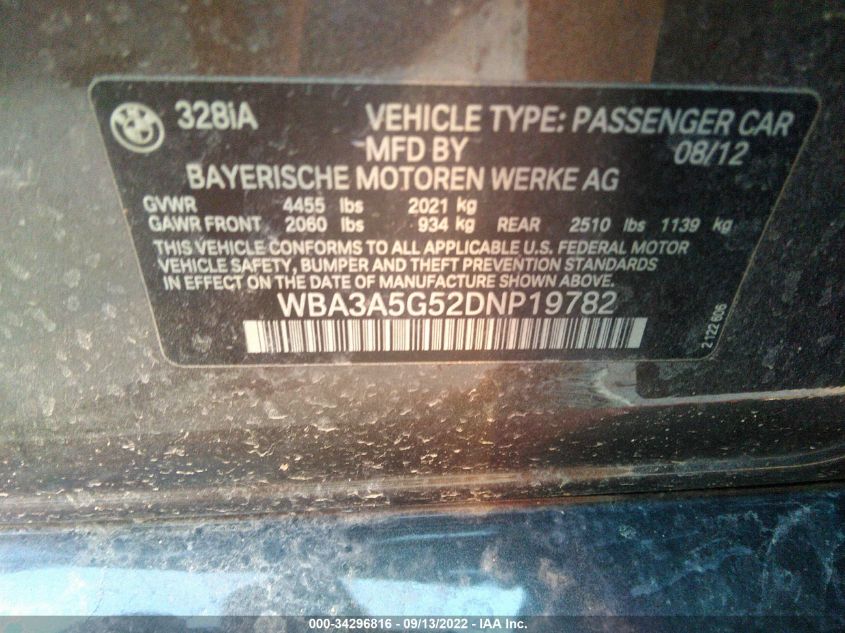 BMW
328iA VEHICLE TYPE: PASSENGER CAR
MFD BY 08/12
BAYERISCHE MOTOREN WERKE AG
GVWR 4455 lbs 2021 kg
GAWR FRONT 2060 lbs 934 kg REAR 2510 lbs 1139 kg
THIS VEHICLE CONFORMS TO ALL APPLICABLE U.S. FEDERAL MOTOR
VEHICLE SAFETY, BUMPER AND THEFT PREVENTION STANDARDS
IN EFFECT ON THE DATE OF MANUFACTURE SHOWN ABOVE.
WBA3A5G52DNP19782
2 122 606
000-34296816 - 09/13/2022 - IAA Inc.